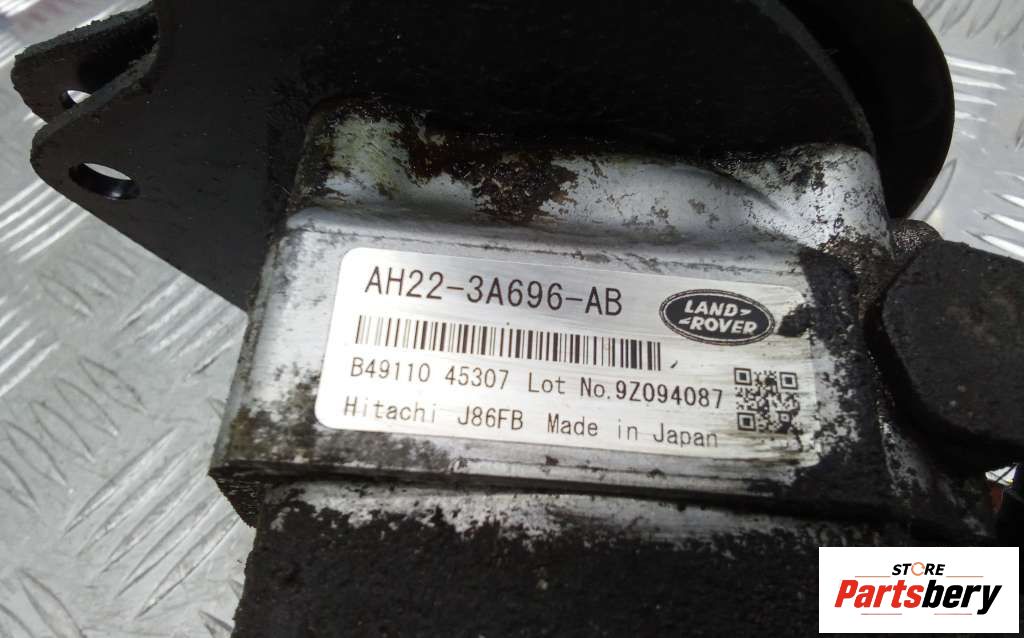 AH22-3A696-AB
LAND-
-ROVER
B49110 45307 Lot No.9Z094087
Hitachi J86FB Made in Japan
STORE
Partsbery